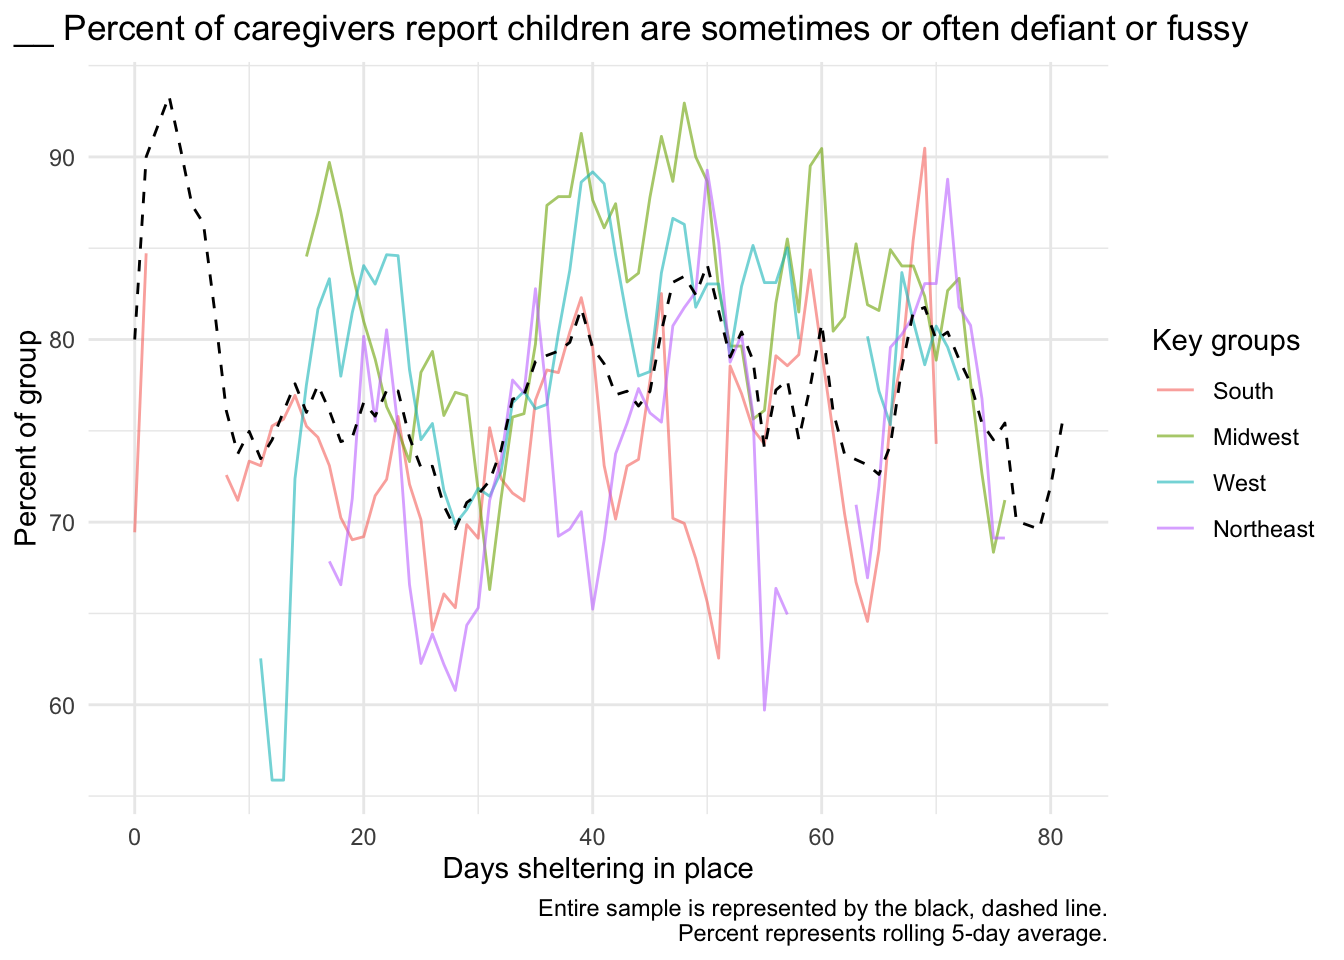 __ Percent of caregivers report children are sometimes or often defiant or fussy
Percent of group
90
80
70
60
0 20 40 60 80
Days sheltering in place
Key groups
South
Midwest
West
Northeast
Entire sample is represented by the black, dashed line.
Percent represents rolling 5-day average.